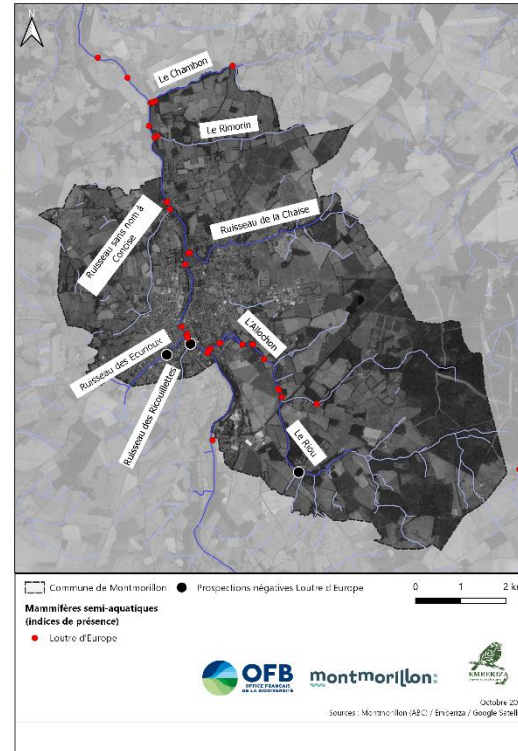 N
Le Chambon
Le Rimorin
Ruisseau sans nom à
Concise
Ruisseau de la Chaise
L'Allochon
Ruisseau des Ecurioux
Ruisseau des Ricouillettes
Le Riou
Commune de Montmorillon
Prospections négatives Loutre d'Europe
0 1 2 km
Mammifères semi-aquatiques
(indices de présence)
Loutre d'Europe
OFB
OFFICE FRANÇAIS
DE LA BIODIVERSITÉ
montmorillon:
EMBERIZA
Octobre 20
Sources : Montmorillon (ABC) / Emberiza / Google Satell